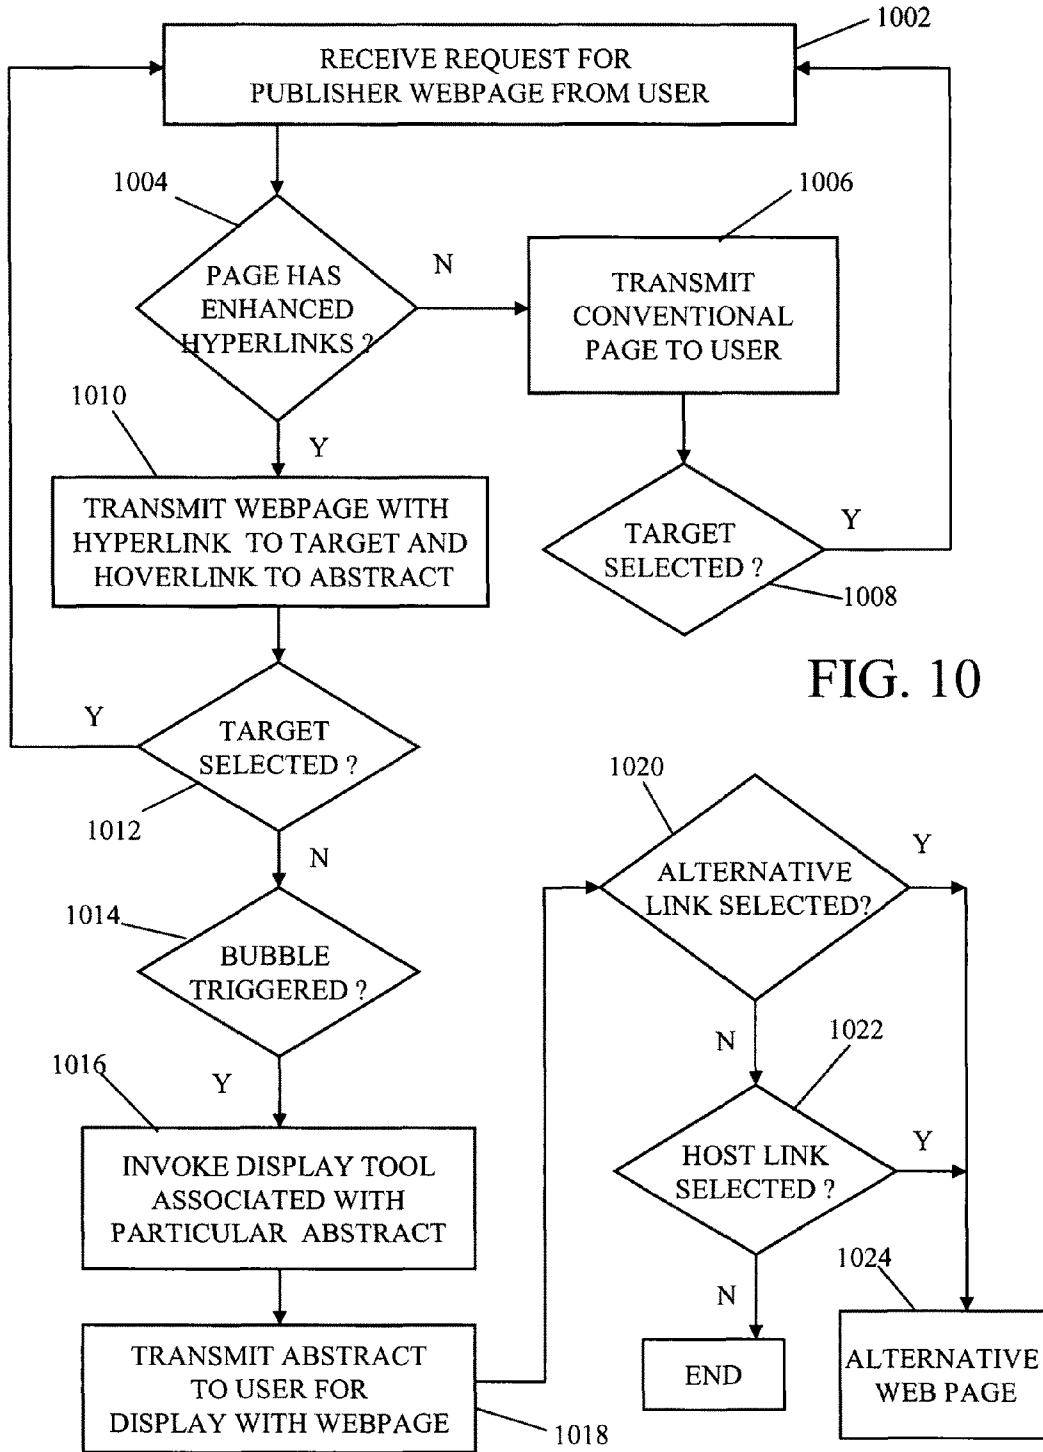 1002
RECEIVE REQUEST FOR
PUBLISHER WEBPAGE FROM USER
1004
PAGE HAS
ENHANCED
HYPERLINKS ?
N
Y
1006
TRANSMIT
CONVENTIONAL
PAGE TO USER
TARGET
SELECTED ?
Y
1008
1010
TRANSMIT WEBPAGE WITH
HYPERLINK TO TARGET AND
HOVERLINK TO ABSTRACT
FIG. 10
Y
TARGET
SELECTED ?
1012
N
1014
BUBBLE
TRIGGERED ?
Y
1016
INVOKE DISPLAY TOOL
ASSOCIATED WITH
PARTICULAR ABSTRACT
TRANSMIT ABSTRACT
TO USER FOR
DISPLAY WITH WEBPAGE
1018
1020
ALTERNATIVE
LINK SELECTED?
Y
N
1022
HOST LINK
SELECTED ?
Y
N
END
1024
ALTERNATIVE
WEB PAGE